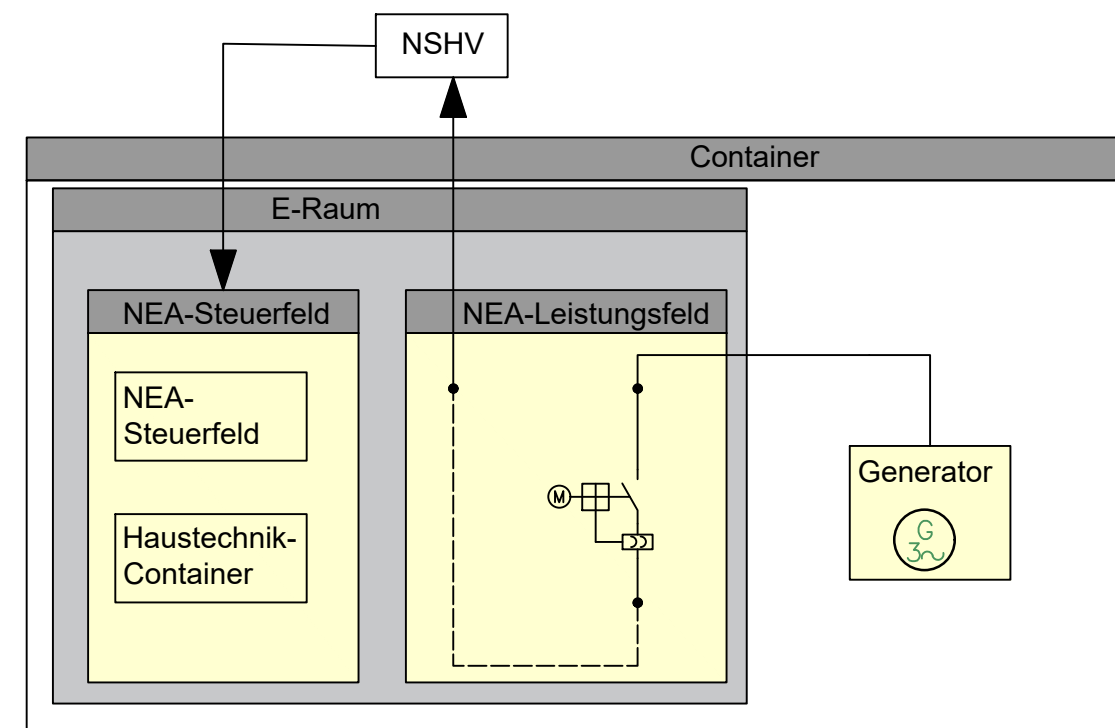 NSHV
Container
E-Raum
NEA-Steuerfeld
NEA-Leistungsfeld
NEA-
Steuerfeld
M
Generator
Haustechnik-
Container
G
3~